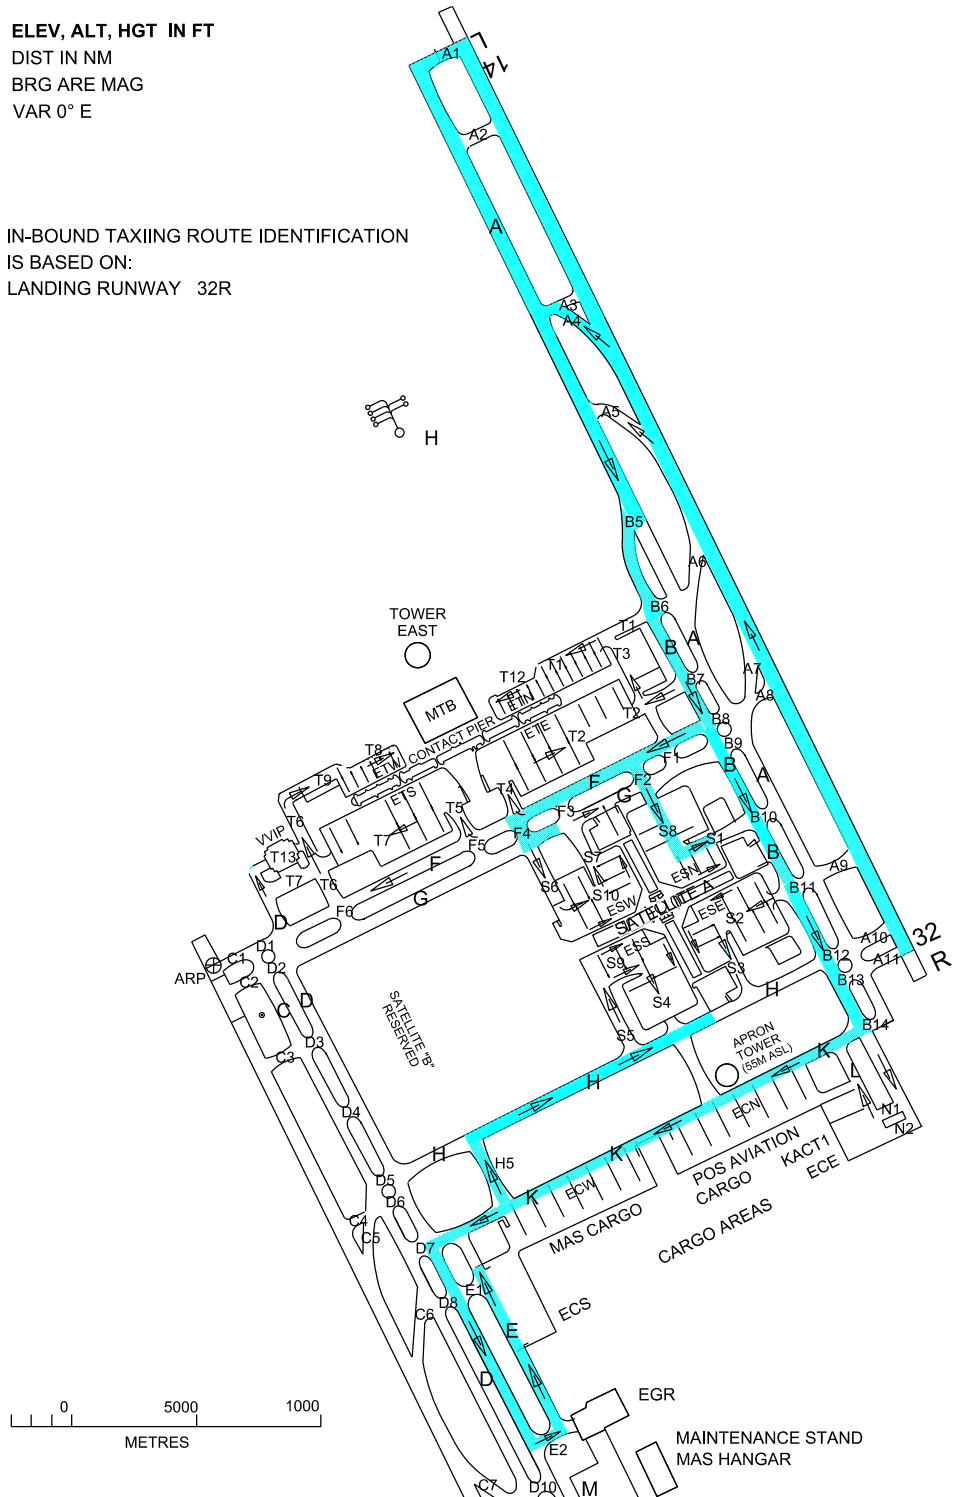 ELEV, ALT, HGT IN FT
DIST IN NM
BRG ARE MAG
VAR 0° E
14
L
A1
A2
A
IN-BOUND TAXIING ROUTE IDENTIFICATION
IS BASED ON:
LANDING RUNWAY 32R
A3
A4
A5
H
B5
A6
B6
TOWER
EAST
T1
A
B
T3
T1
T12
ETN
B7
A7
A8
T2
MTB
CONTACT PIER
ETE
T2
B8
B9
T8
ETW
F1
B
A
T9
ETS
F
F2
G
T4
T6
T5
F3
B10
VVIP
T7
F4
S8
S1
B
T13
F5
S7
ESN
A9
T7
T6
F
S6
S10
B11
G
ESW
SATELLITE A
ESE
S2
F6
D
32
R
D1
ESS
A10
A11
C1
D2
S9
S3
B12
ARP
C2
B13
C
D
S4
H
SATELLITE "B"
RESERVED
B14
D3
S5
APRON
TOWER
(55M ASL)
K
C3
H
L
D4
ECN
N1
N2
H
H5
K
POS AVIATION
CARGO
KACT1
ECE
D5
ECW
D6
K
MAS CARGO
CARGO AREAS
C4
C5
D7
E1
D8
C6
ECS
E
D
EGR
0
5000
1000
METRES
E2
MAINTENANCE STAND
MAS HANGAR
C7
D10
M